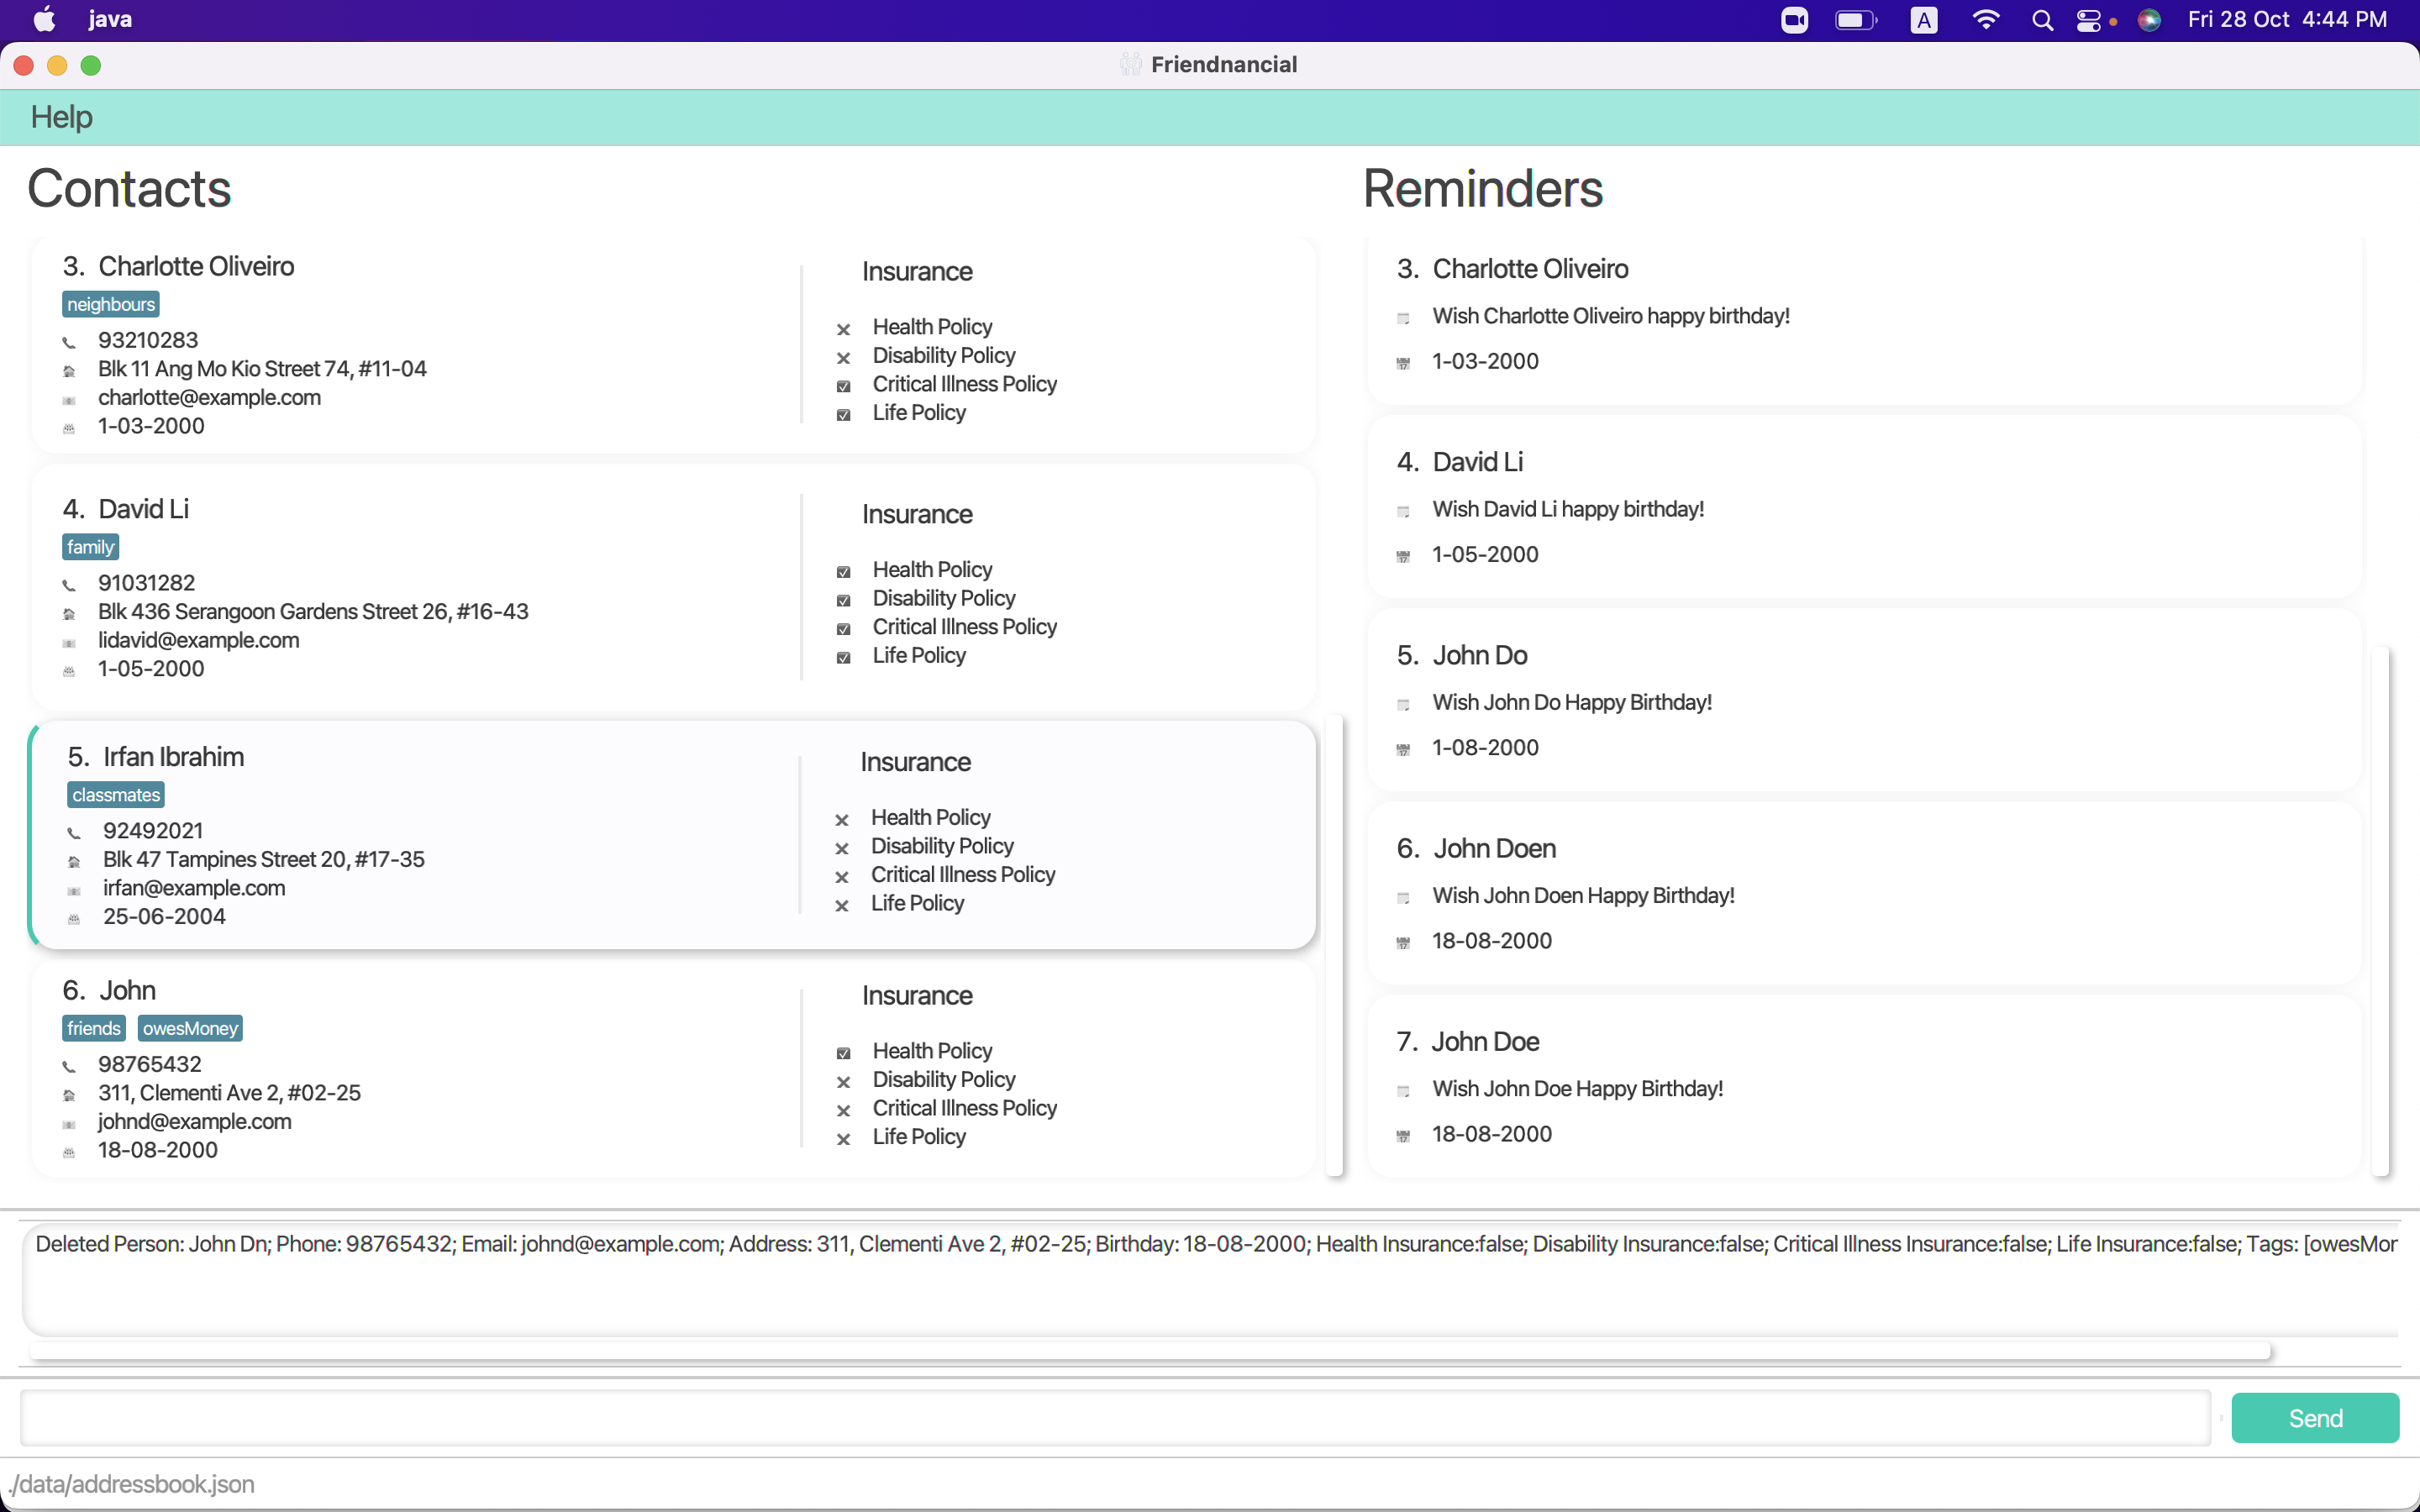 java
A
Fri 28 Oct 4:44 PM
Friendnancial
Help
Contacts
3. Charlotte Oliveiro
neighbours
93210283
Blk 11 Ang Mo Kio Street 74, #11-04
charlotte@example.com
1-03-2000
Insurance
Health Policy
Disability Policy
Critical Illness Policy
Life Policy
4. David Li
family
91031282
Blk 436 Serangoon Gardens Street 26, #16-43
lidavid@example.com
1-05-2000
Insurance
Health Policy
Disability Policy
Critical Illness Policy
Life Policy
5. Irfan Ibrahim
classmates
92492021
Blk 47 Tampines Street 20, #17-35
irfan@example.com
25-06-2004
Insurance
Health Policy
Disability Policy
Critical Illness Policy
Life Policy
6. John
friends owesMoney
98765432
311, Clementi Ave 2, #02-25
johnd@example.com
18-08-2000
Insurance
Health Policy
Disability Policy
Critical Illness Policy
Life Policy
Reminders
3. Charlotte Oliveiro
Wish Charlotte Oliveiro happy birthday!
1-03-2000
4. David Li
Wish David Li happy birthday!
1-05-2000
5. John Do
Wish John Do Happy Birthday!
1-08-2000
6. John Doen
Wish John Doen Happy Birthday!
18-08-2000
7. John Doe
Wish John Doe Happy Birthday!
18-08-2000
Deleted Person: John Dn; Phone: 98765432; Email: johnd@example.com; Address: 311, Clementi Ave 2, #02-25; Birthday: 18-08-2000; Health Insurance:false; Disability Insurance:false; Critical Illness Insurance:false; Life Insurance:false; Tags: [owesMon
Send
./data/addressbook.json